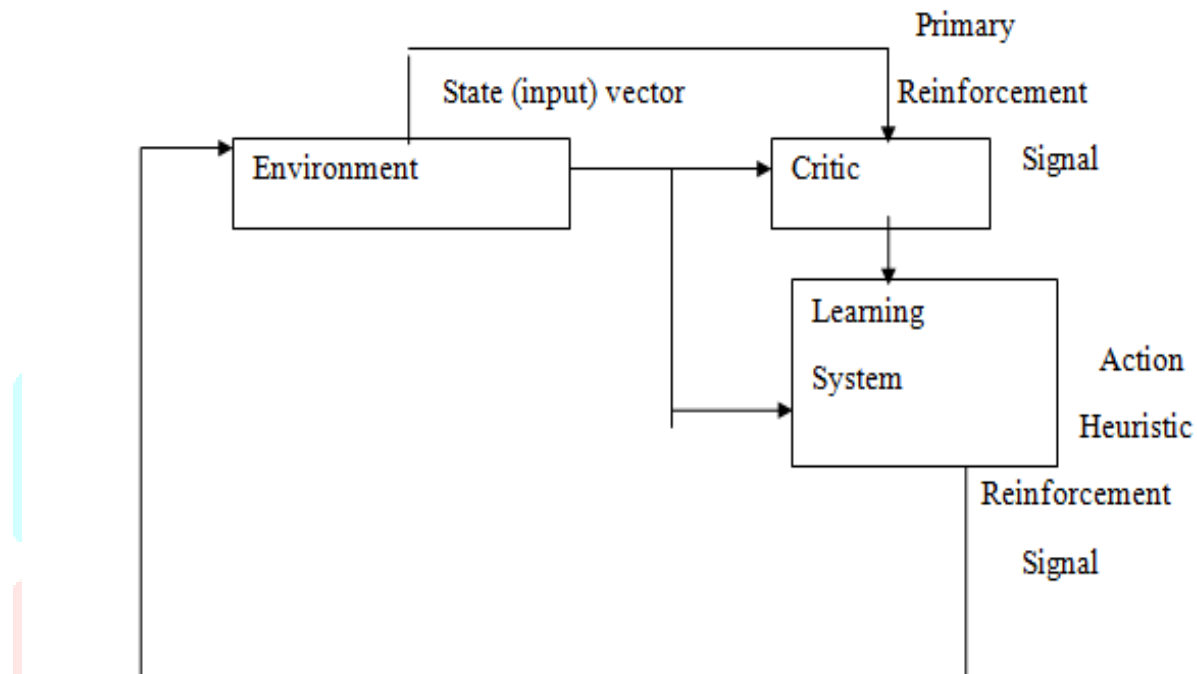 Primary
State (input) vector
Reinforcement
Environment
Critic
Signal
Learning
Action
System
Heuristic
Reinforcement
Signal